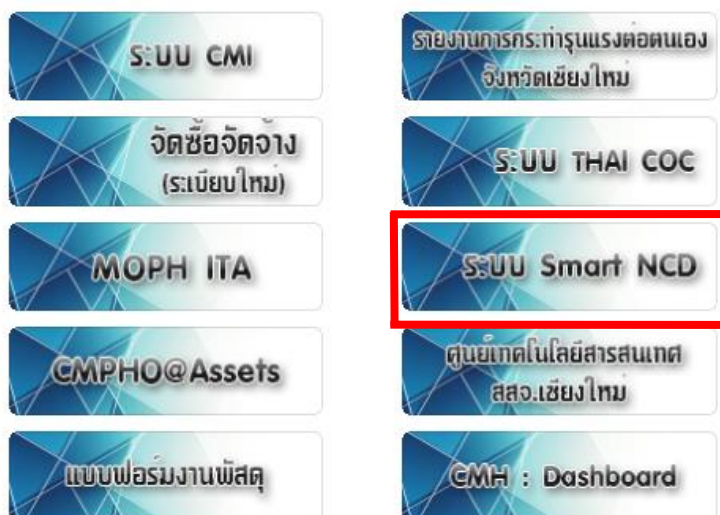 ระบบ CMI
รายงานการกระทำรุนแรงต่อตนเอง
จังหวัดเชียงใหม่
จัดซื้อจัดจ้าง
(ระเบียบใหม่)
ระบบ THAI COC
MOPH ITA
ระบบ Smart NCD
CMPHO@Assets
ศูนย์เทคโนโลยีสารสนเทศ
สสจ.เชียงใหม่
แบบฟอร์มงานพัสดุ
CMH : Dashboard